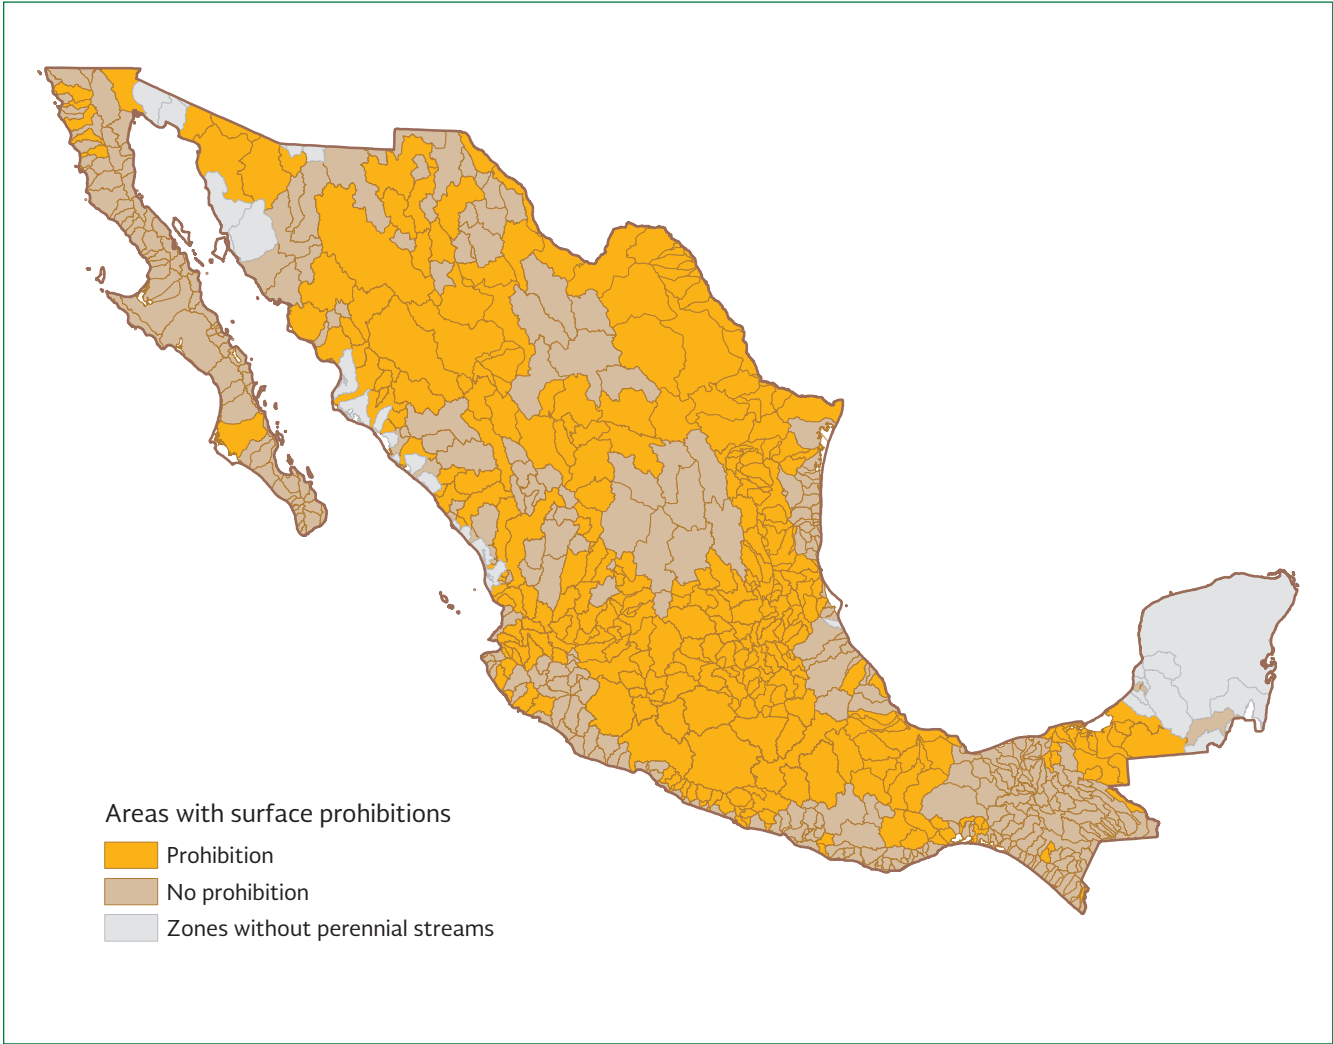 Areas with surface prohibitions
Prohibition
No prohibition
Zones without perennial streams